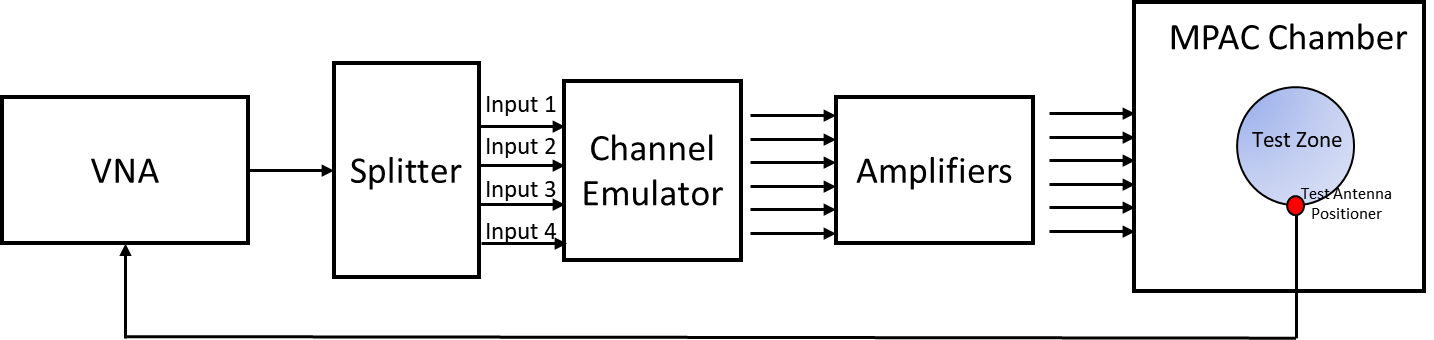 MPAC Chamber
VNA
Splitter
Input 1
Input 2
Input 3
Input 4
Channel
Emulator
Amplifiers
Test Zone
Test Antenna
Positioner